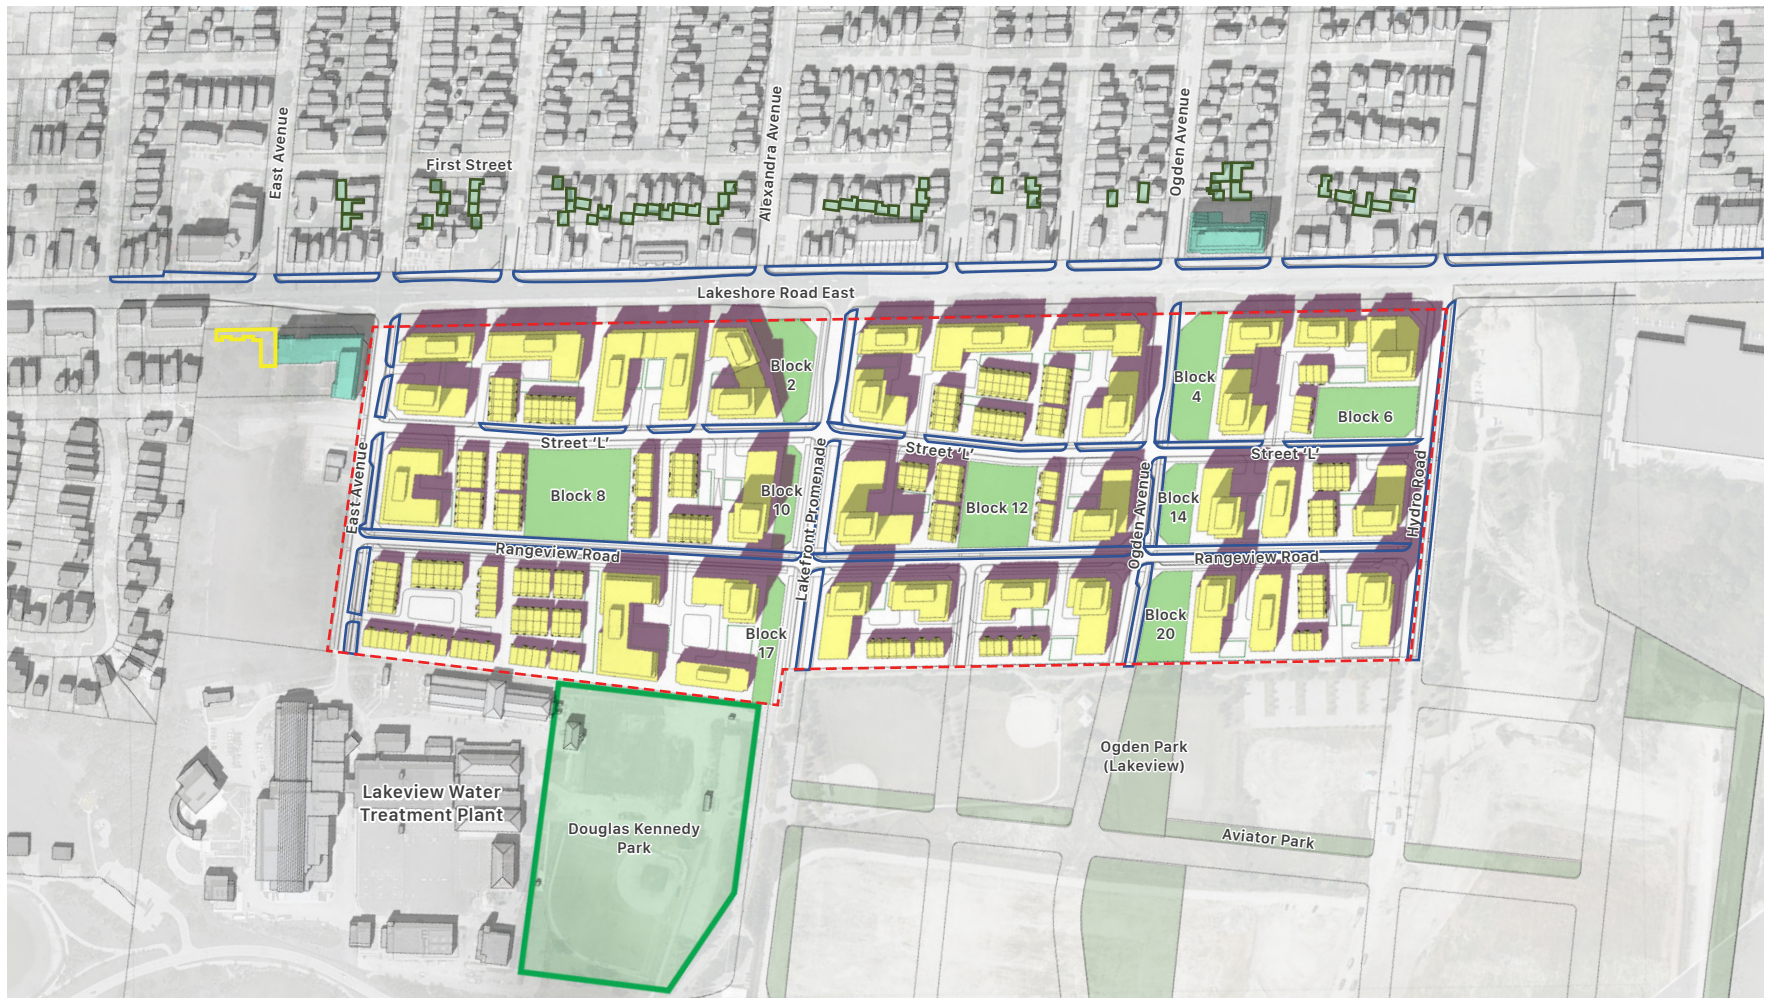 East Avenue
First Street
Alexandra Avenue
Ogden Avenue
Lakeshore Road East
Block
2
Block
4
Block 6
Street ‘L’
Street ‘L’
Street ‘L’
East Avenue
Block 8
Block
10
Lakefront Promenade
Block 12
Ogden Avenue
Block
14
Hydro Road
Rangeview Road
Rangeview Road
Block
17
Block
20
Ogden Park
(Lakeview)
Lakeview Water
Treatment Plant
Douglas Kennedy
Park
Aviator Park